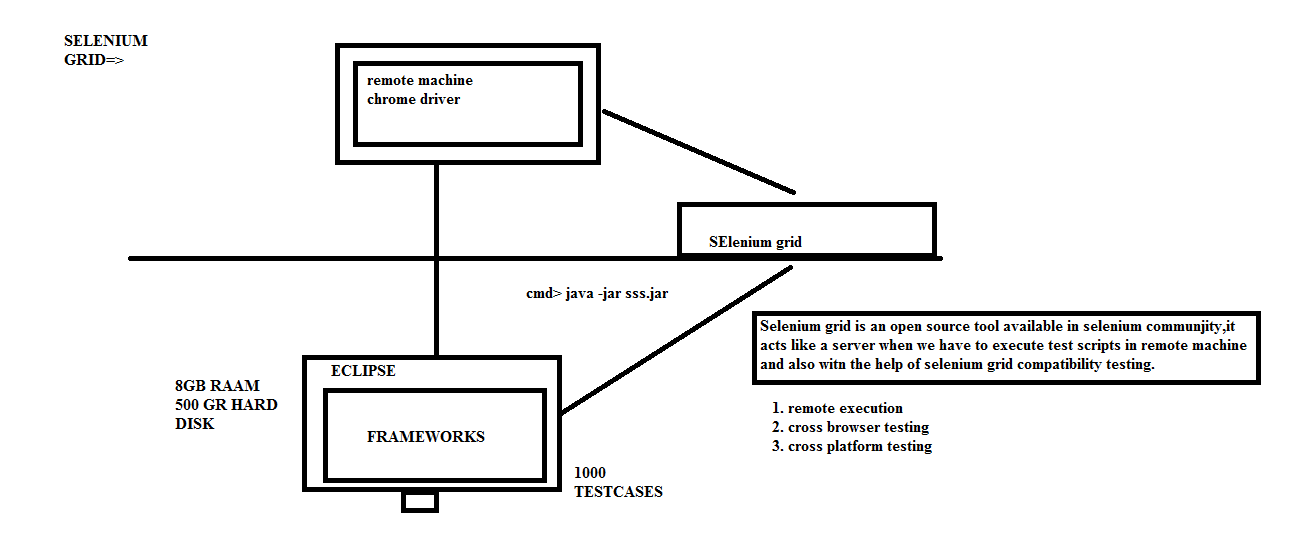 SELENIUM
GRID=>
remote machine
chrome driver
SElenium grid
cmd> java -jar sss.jar
Selenium grid is an open source tool available in selenium communjity,it
acts like a server when we have to execute test scripts in remote machine
and also witn the help of selenium grid compatibility testing.
ECLIPSE
8GB RAAM
500 GR HARD
DISK
FRAMEWORKS
1. remote execution
2. cross browser testing
3. cross platform testing
1000
TESTCASES